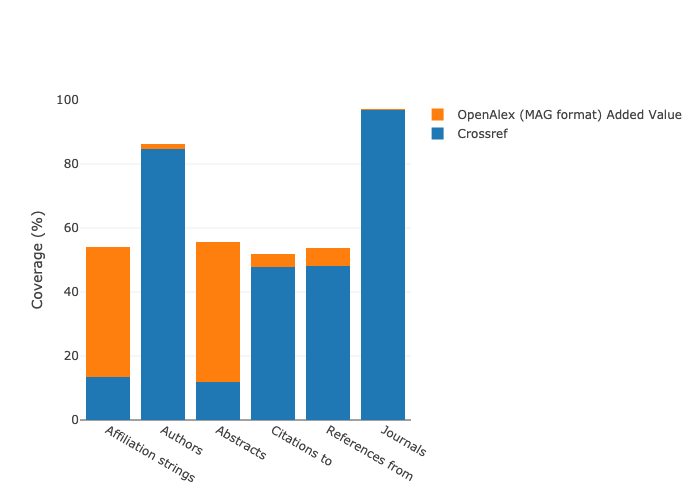 OpenAlex (MAG format) Added Value
Crossref
Coverage (%)
100
80
60
40
20
0
Affiliation strings
Authors
Abstracts
Citations to
References from
Journals